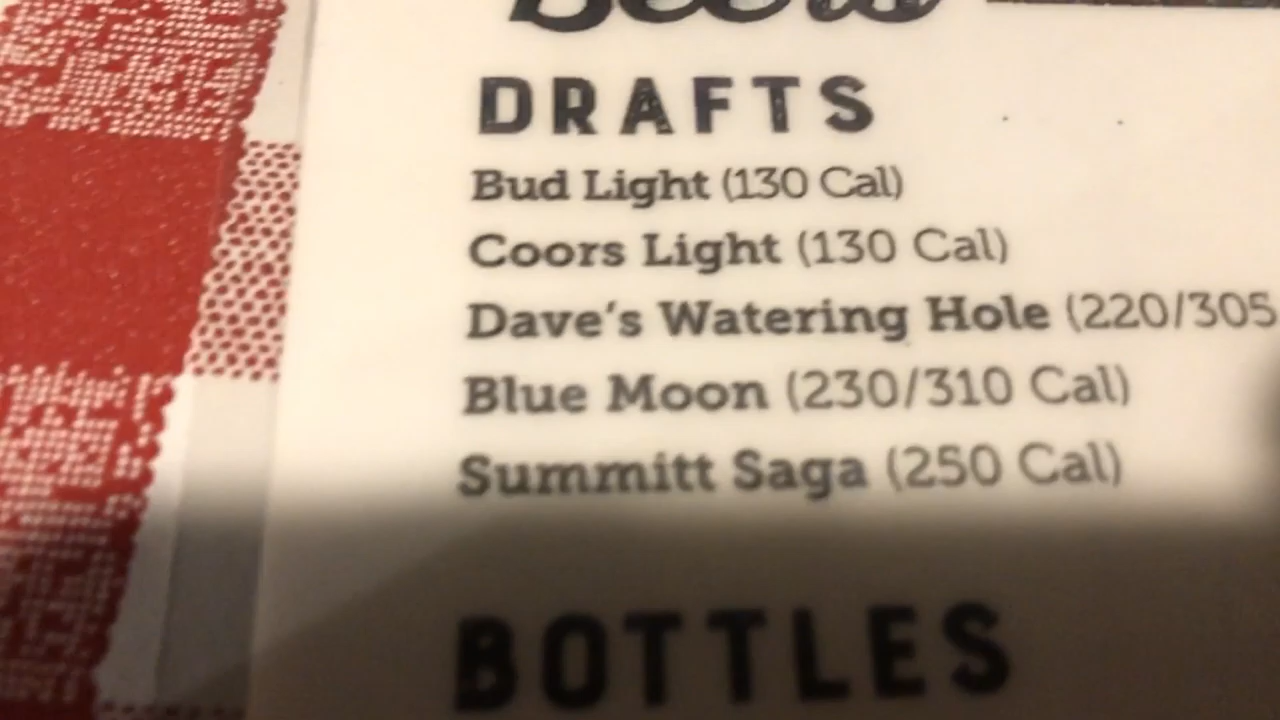 Beers
DRAFTS
Bud Light (130 Cal)
Coors Light (130 Cal)
Dave's Watering Hole (220/305
Blue Moon (230/310 Cal)
Summitt Saga (250 Cal)
BOTTLES